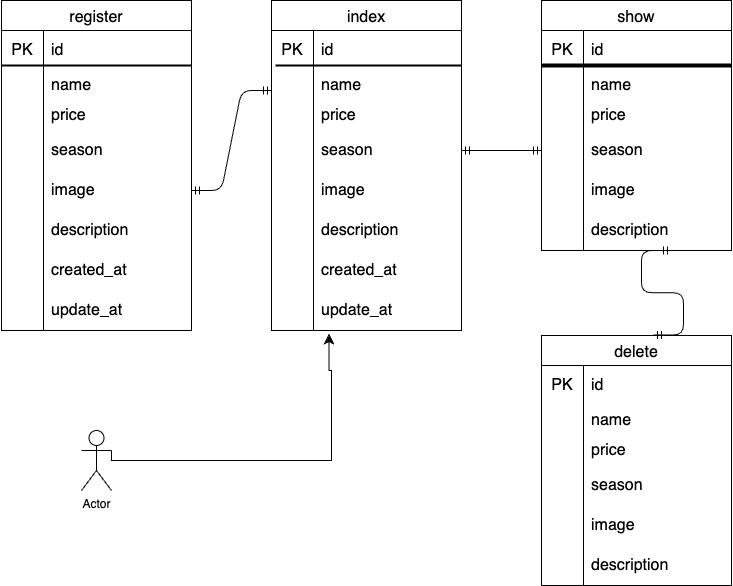 register
PK id
name
price
season
image
description
created_at
update_at
index
PK id
name
price
season
image
description
created_at
update_at
show
PK id
name
price
season
image
description
delete
PK id
name
price
season
image
description
Actor